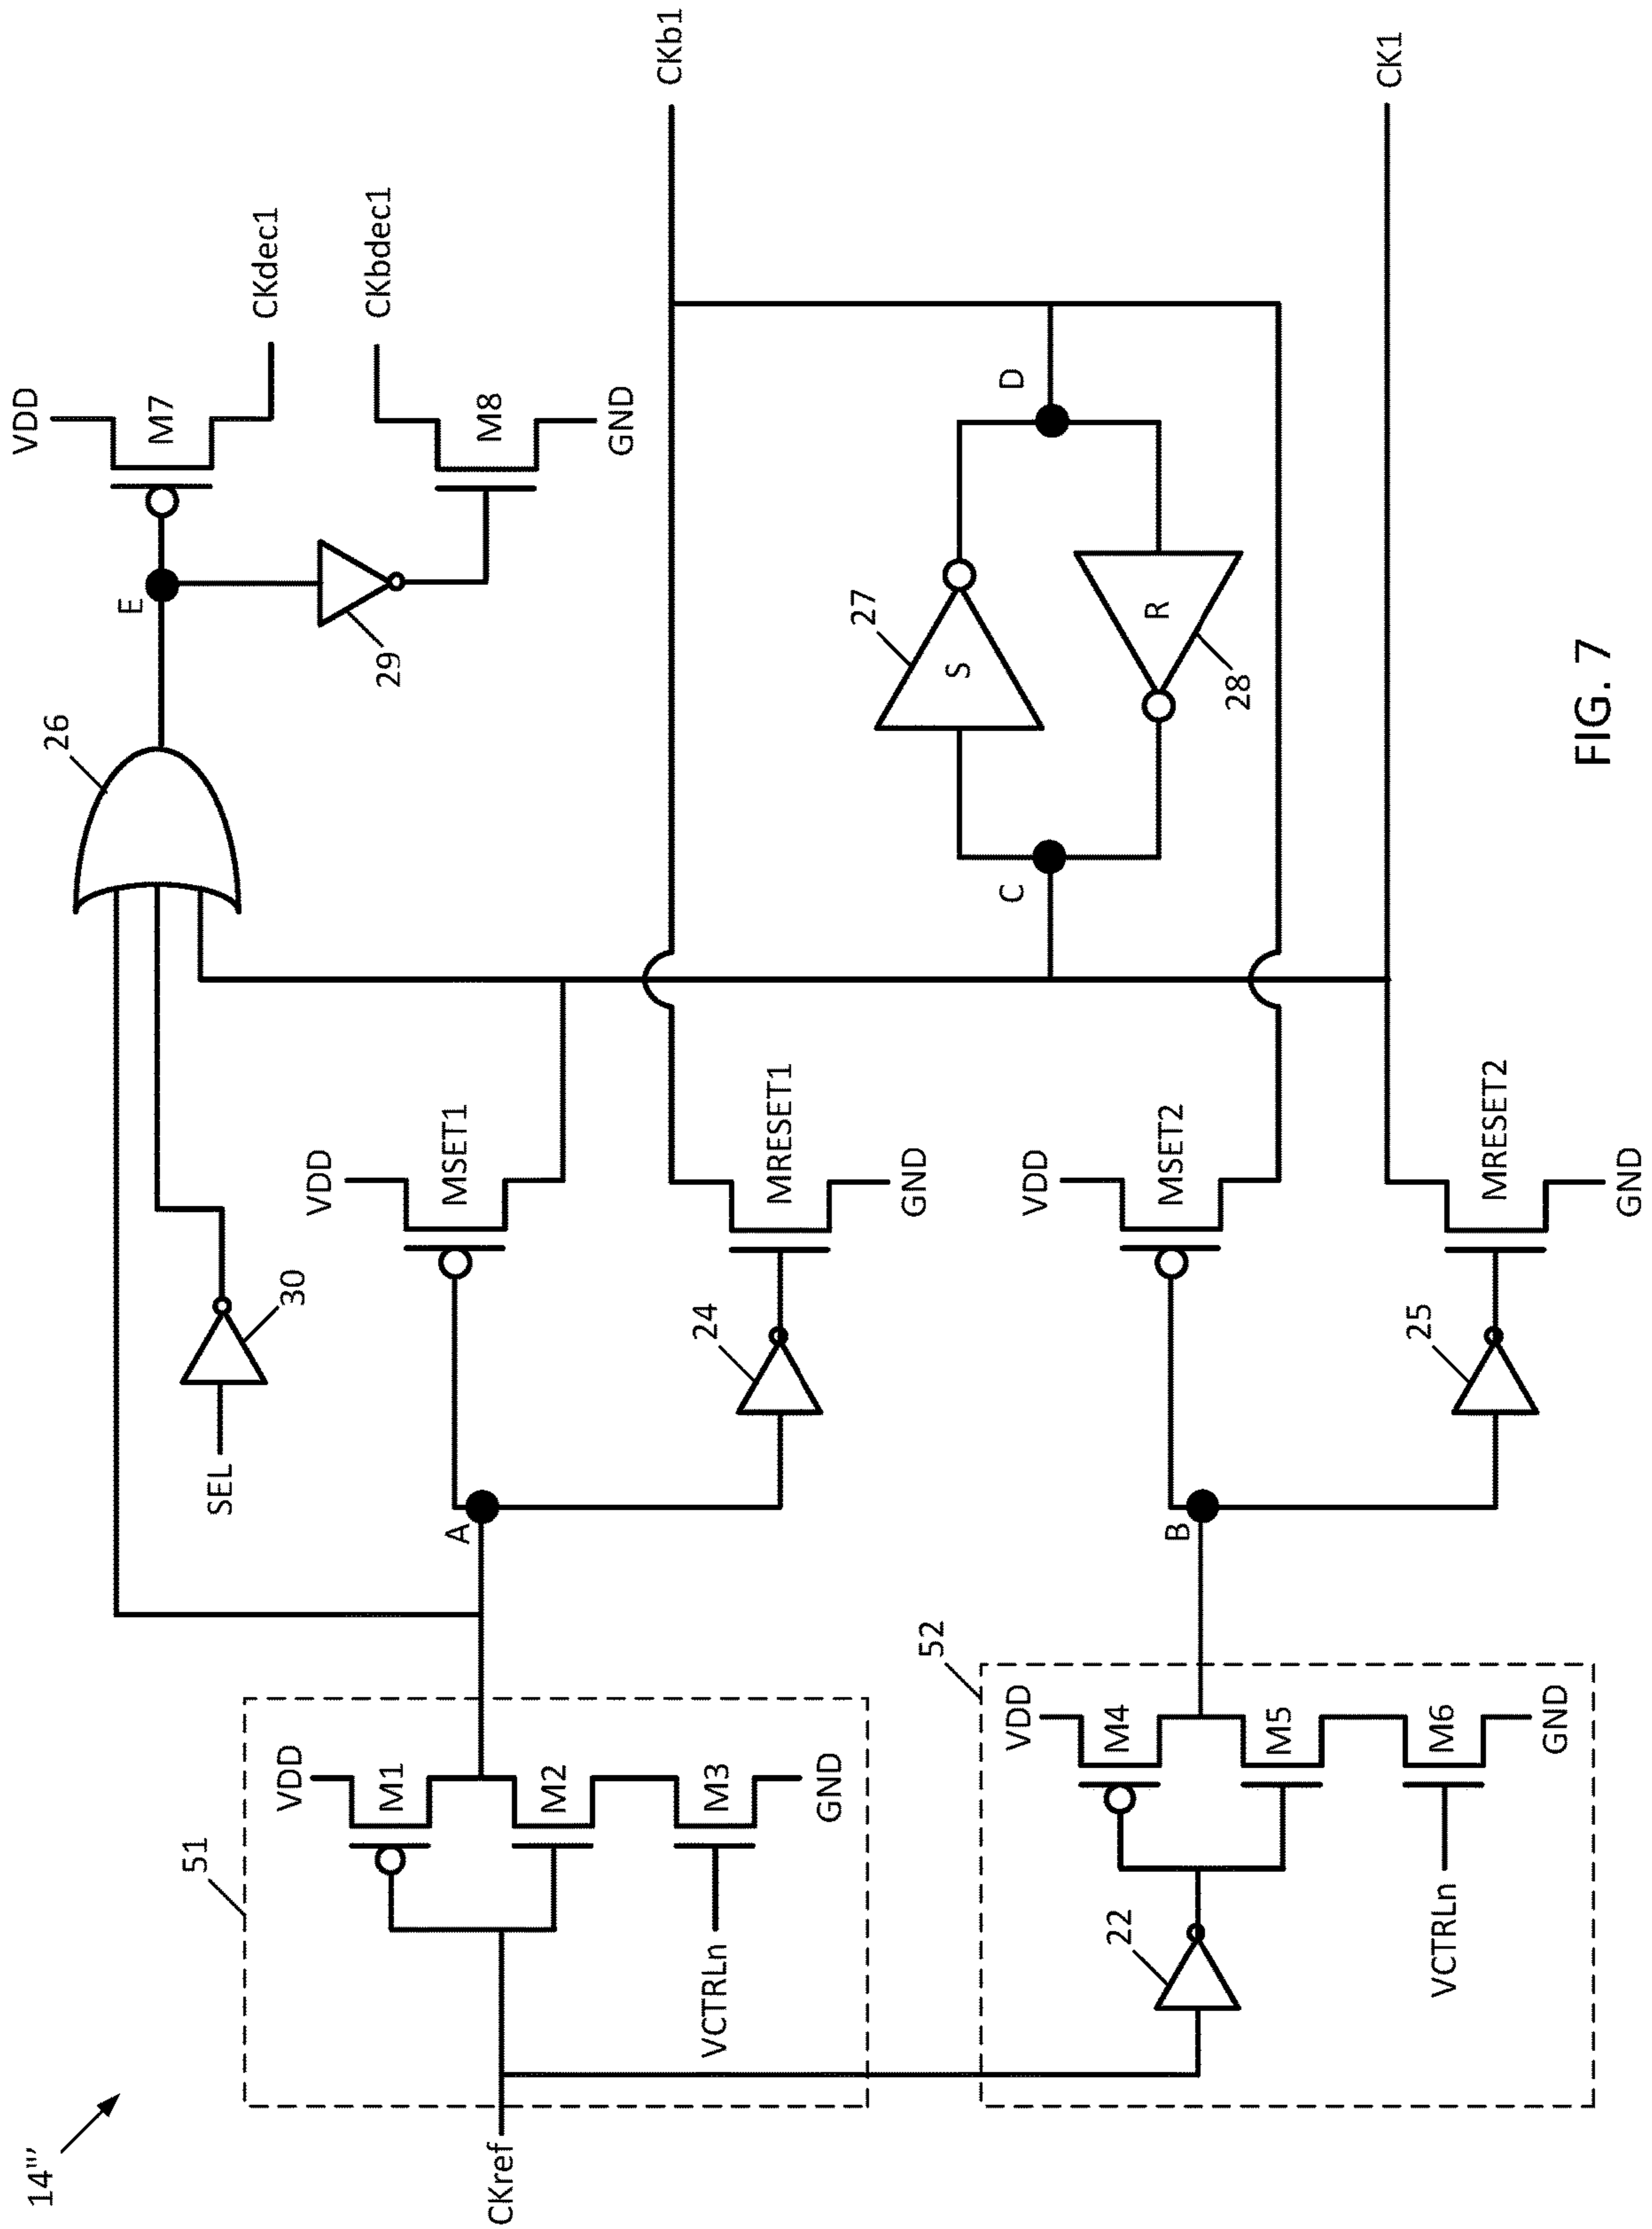 14'''
CKref
51
VDD
M1
M2
M3
VCTRLn
GND
52
22
VDD
M4
M5
M6
VCTRLn
GND
A
B
SEL
30
24
25
VDD
MSET1
MRESET1
GND
VDD
MSET2
MRESET2
GND
26
E
29
VDD
M7
CKdec1
CKbdec1
M8
GND
C
27
S
R
28
D
CKb1
CK1
FIG. 7